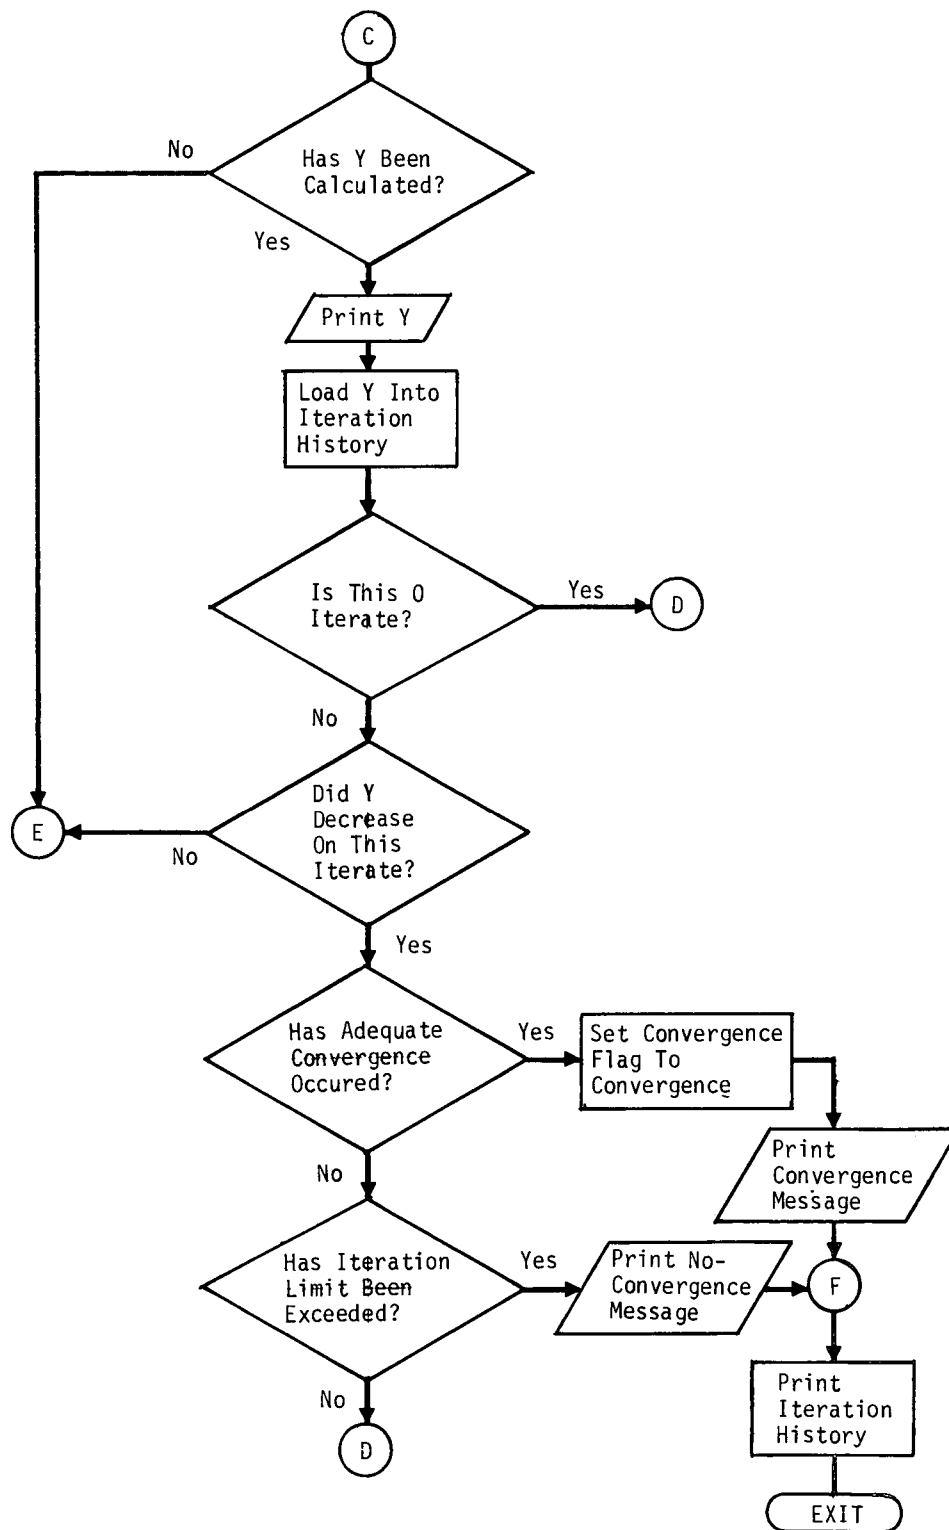 C
No
Has Y Been
Calculated?
Yes
Print Y
Load Y Into
Iteration
History
Is This 0
Iterate?
Yes
D
No
Did Y
Decrease
On This
Iterate?
E
No
Yes
Has Adequate
Convergence
Occured?
Yes
Set Convergence
Flag To
Convergence
Print
Convergence
Message
No
Has Iteration
Limit Been
Exceeded?
Yes
Print No-
Convergence
Message
F
No
D
Print
Iteration
History
EXIT